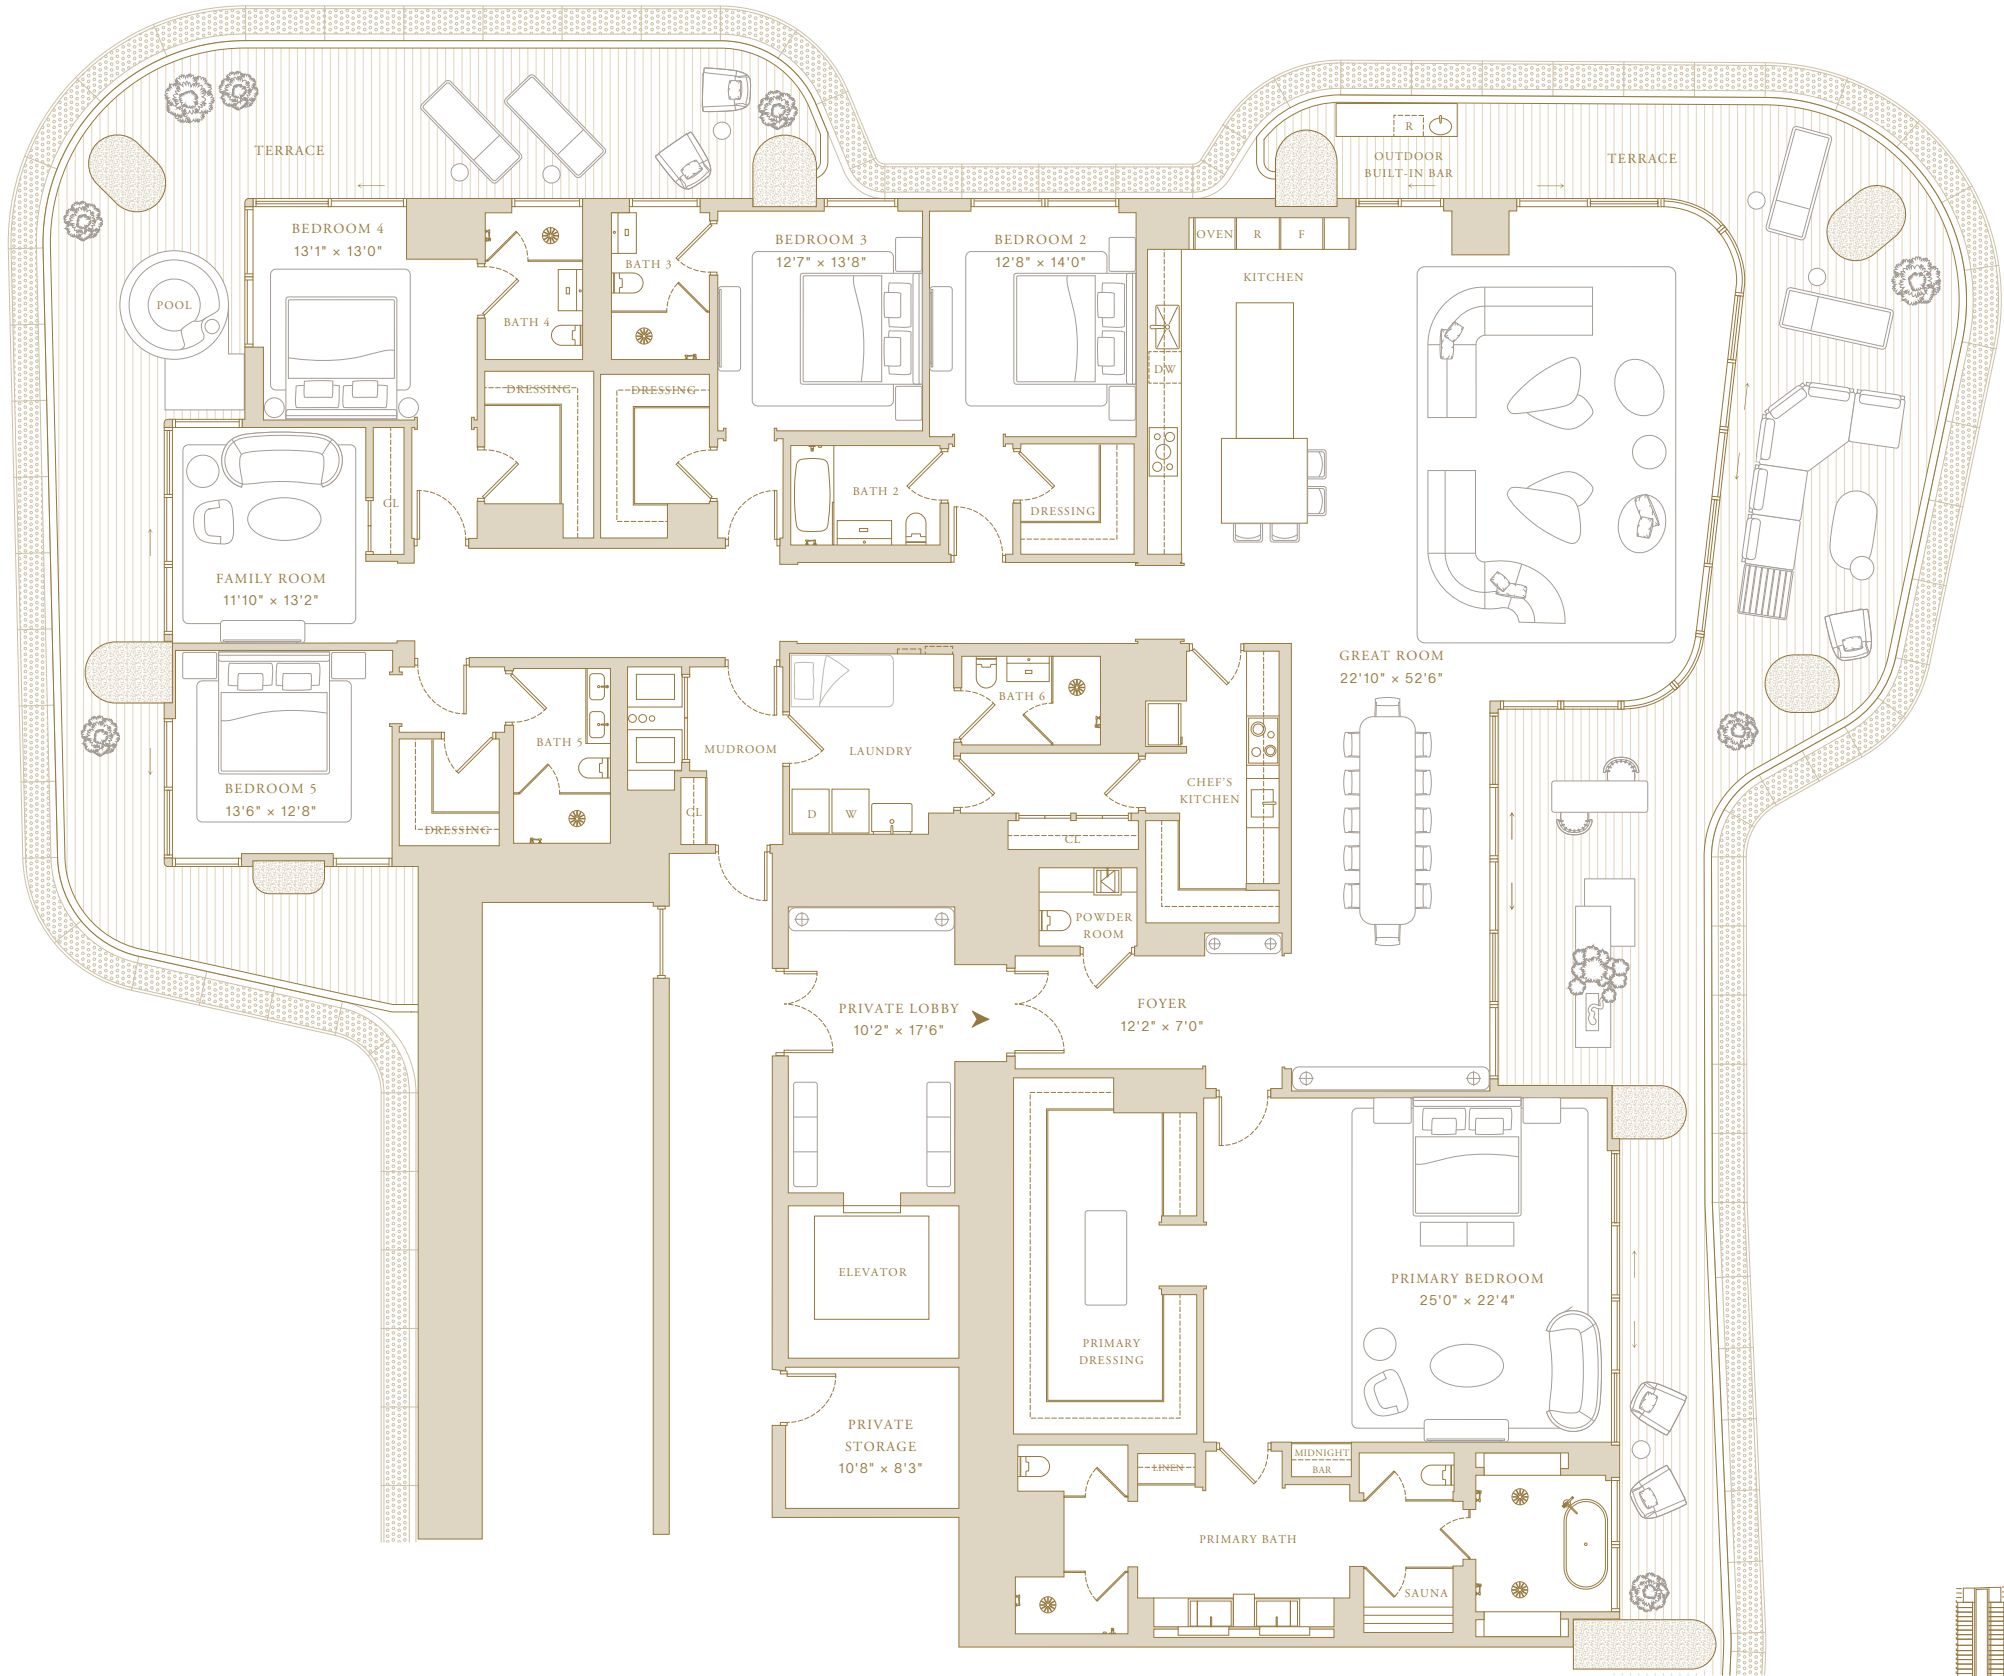 TERRACE
R
OUTDOOR
BUILT-IN BAR
TERRACE
BEDROOM 4
13'1" × 13'0"
BATH 3
BEDROOM 3
12'7" × 13'8"
BEDROOM 2
12'8" × 14'0"
OVEN
R
F
KITCHEN
POOL
BATH 4
DW
DRESSING
DRESSING
CL
BATH 2
DRESSING
FAMILY ROOM
11'10" × 13'2"
GREAT ROOM
22'10" × 52'6"
BATH 6
BATH 5
MUDROOM
LAUNDRY
CHEF'S
KITCHEN
BEDROOM 5
13'6" × 12'8"
DRESSING
CL
D
W
CL
POWDER
ROOM
PRIVATE LOBBY
10'2" × 17'6"
FOYER
12'2" × 7'0"
ELEVATOR
PRIMARY BEDROOM
25'0" × 22'4"
PRIMARY
DRESSING
PRIVATE
STORAGE
10'8" × 8'3"
LINEN
MIDNIGHT
BAR
PRIMARY BATH
SAUNA